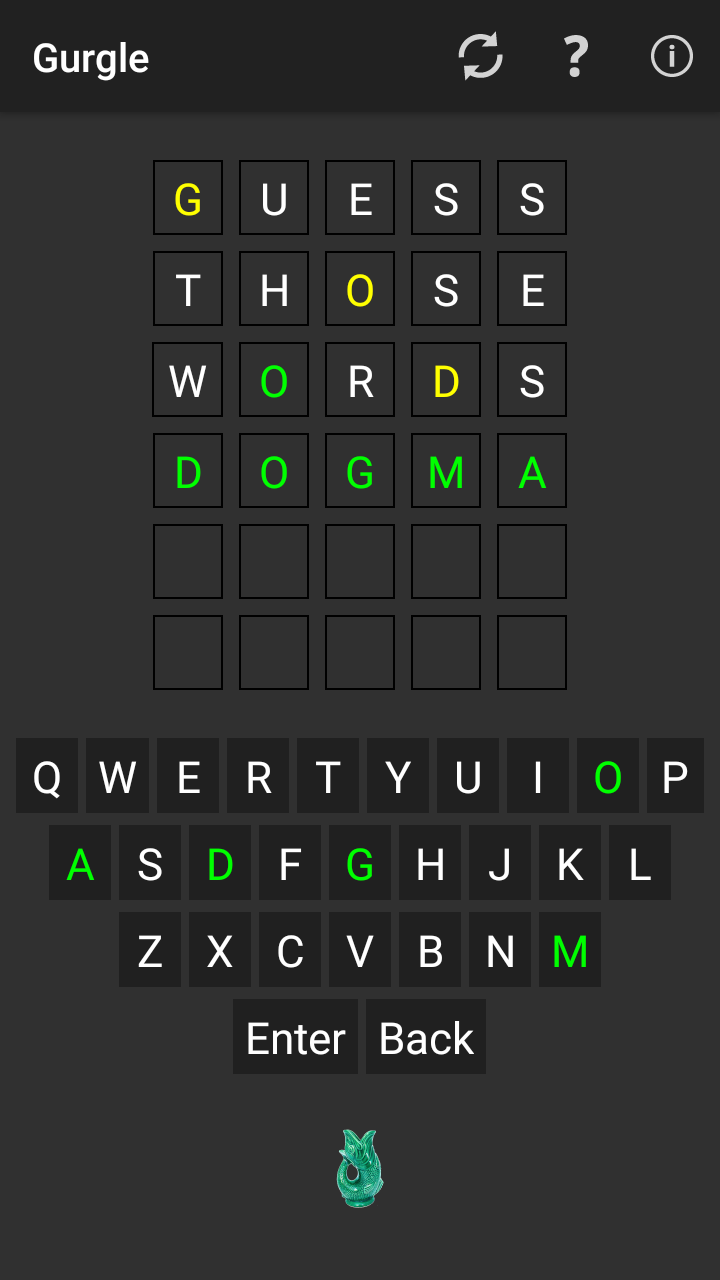 Gurgle ? i
G U E S S
T H O S E
W O R D S
D O G M A
Q W E R T Y U I O P
A S D F G H J K L
Z X C V B N M
Enter Back